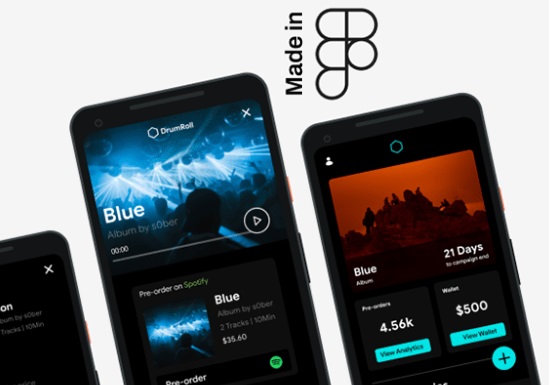 Made in
DrumRoll
Blue
Album by s0ber
00:00
Pre-order on Spotify
Blue
Album by s0ber
2 Tracks | 10Min
$35.60
Pre-order
on
by s0ber
Tracks | 10Min
Blue
Album
21 Days
to campaign end
Pre-orders
4.56k
View Analytics
Wallet
$500
View Wallet